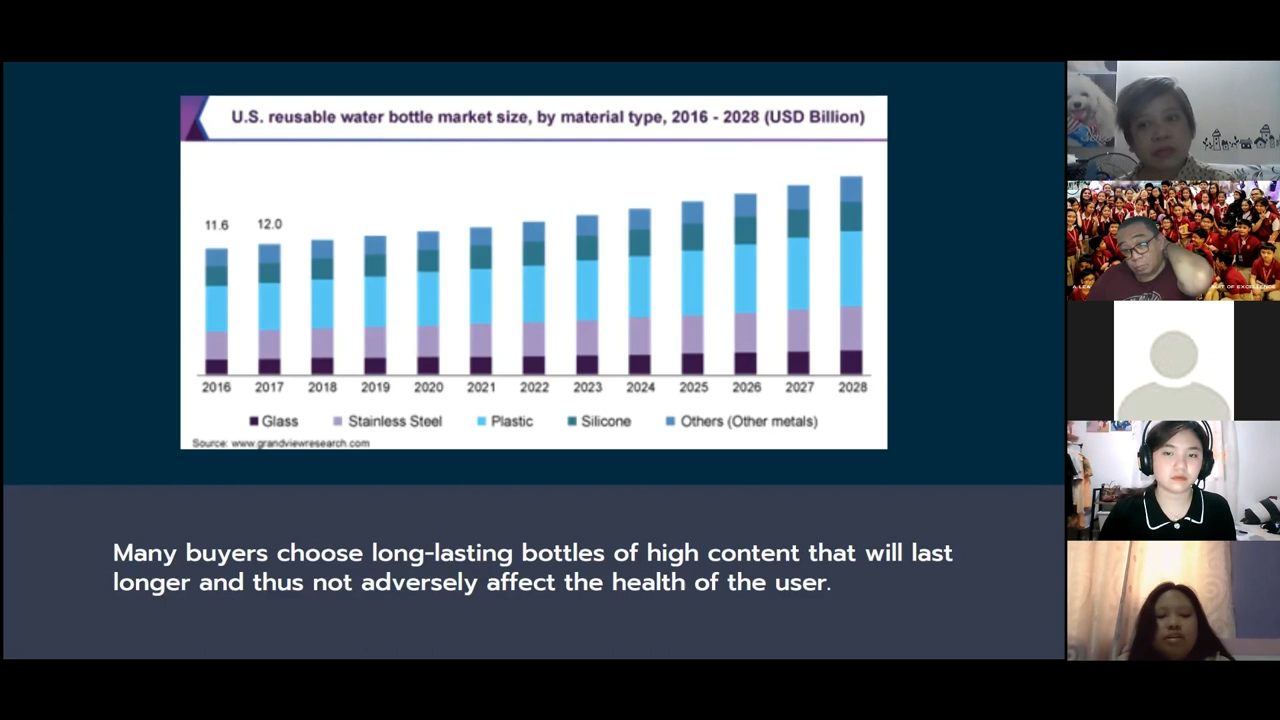 U.S. reusable water bottle market size, by material type, 2016 - 2028 (USD Billion)
11.6
12.0
2016 2017 2018 2019 2020 2021 2022 2023 2024 2025 2026 2027 2028
Glass Stainless Steel Plastic Silicone Others (Other metals)
Source: www.grandviewresearch.com
Many buyers choose long-lasting bottles of high content that will last
longer and thus not adversely affect the health of the user.